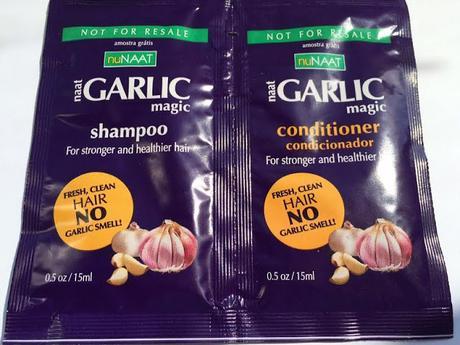 NOT FOR RESALE
amostra grátis
nuNAAT
naat
GARLIC
magic
shampoo
For stronger and healthier hair
FRESH, CLEAN
HAIR
NO
GARLIC SMELL!
0.5 oz / 15ml
NOT FOR RESALE
amostra grátis
nuNAAT
naat
GARLIC
magic
conditioner
condicionador
For stronger and healthier
FRESH, CLEAN
HAIR
NO
GARLIC SMELL!
0.5 oz / 15ml